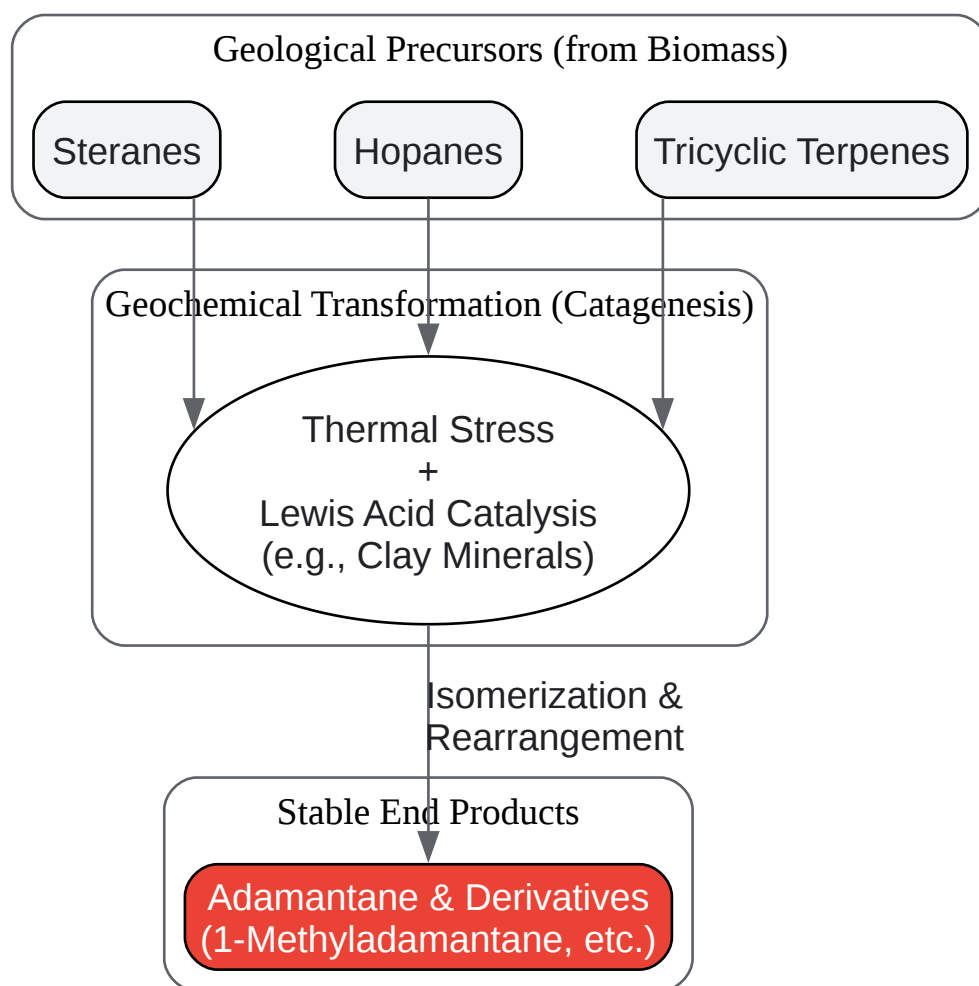 Geological Precursors (from Biomass)
Steranes
Hopanes
Tricyclic Terpenes
Geochemical Transformation (Catagenesis)
Thermal Stress
+
Lewis Acid Catalysis
(e.g., Clay Minerals)
Isomerization &
Rearrangement
Stable End Products
Adamantane & Derivatives
(1-Methyladamantane, etc.)